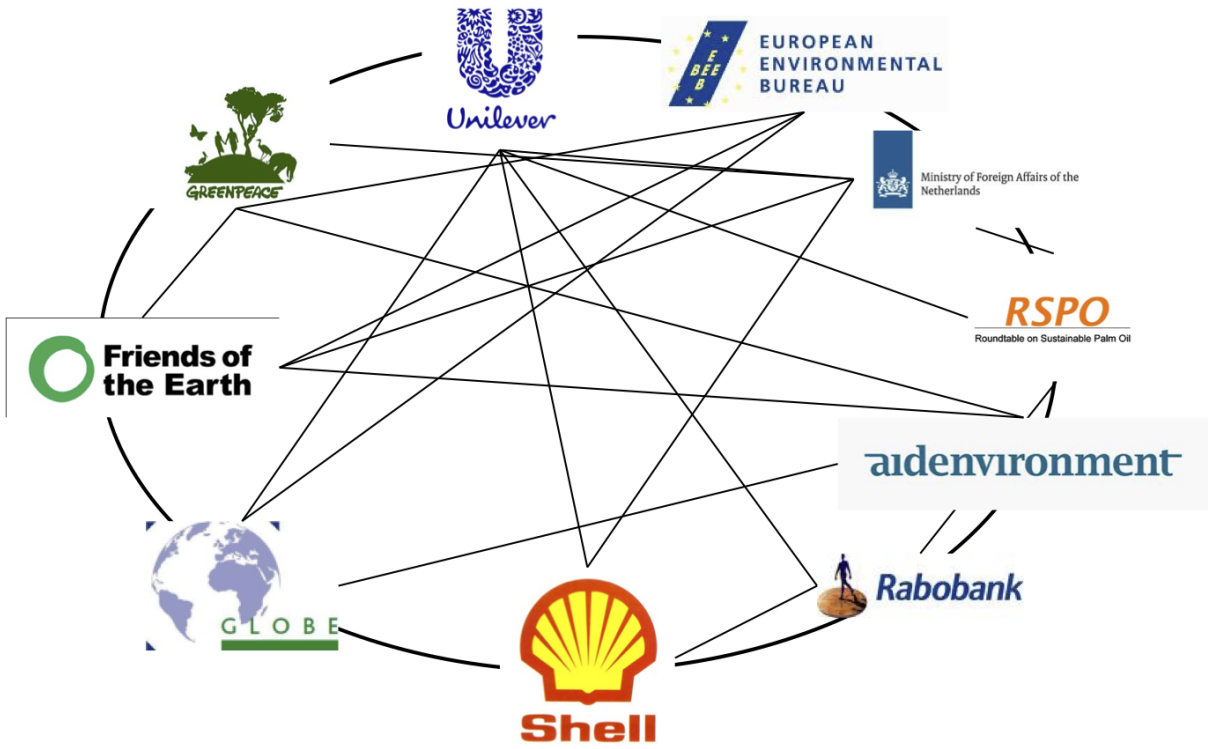 Unilever
E
BEE
B
EUROPEAN
ENVIRONMENTAL
BUREAU
GREENPEACE
Ministry of Foreign Affairs of the
Netherlands
RSPO
Roundtable on Sustainable Palm Oil
Friends of
the Earth
aidenvironment
GLOBE
Rabobank
Shell